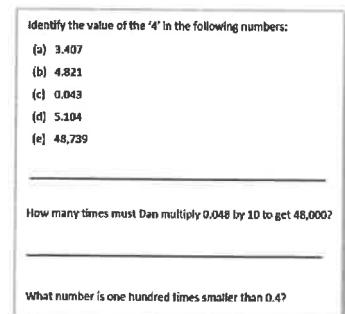 Identify the value of the '4' in the following numbers:
(a) 3.407
(b) 4.821
(c) 0.043
(d) 5.104
(e) 48,739
How many times must Dan multiply 0.048 by 10 to get 48,000?
What number is one hundred times smaller than 0.4?